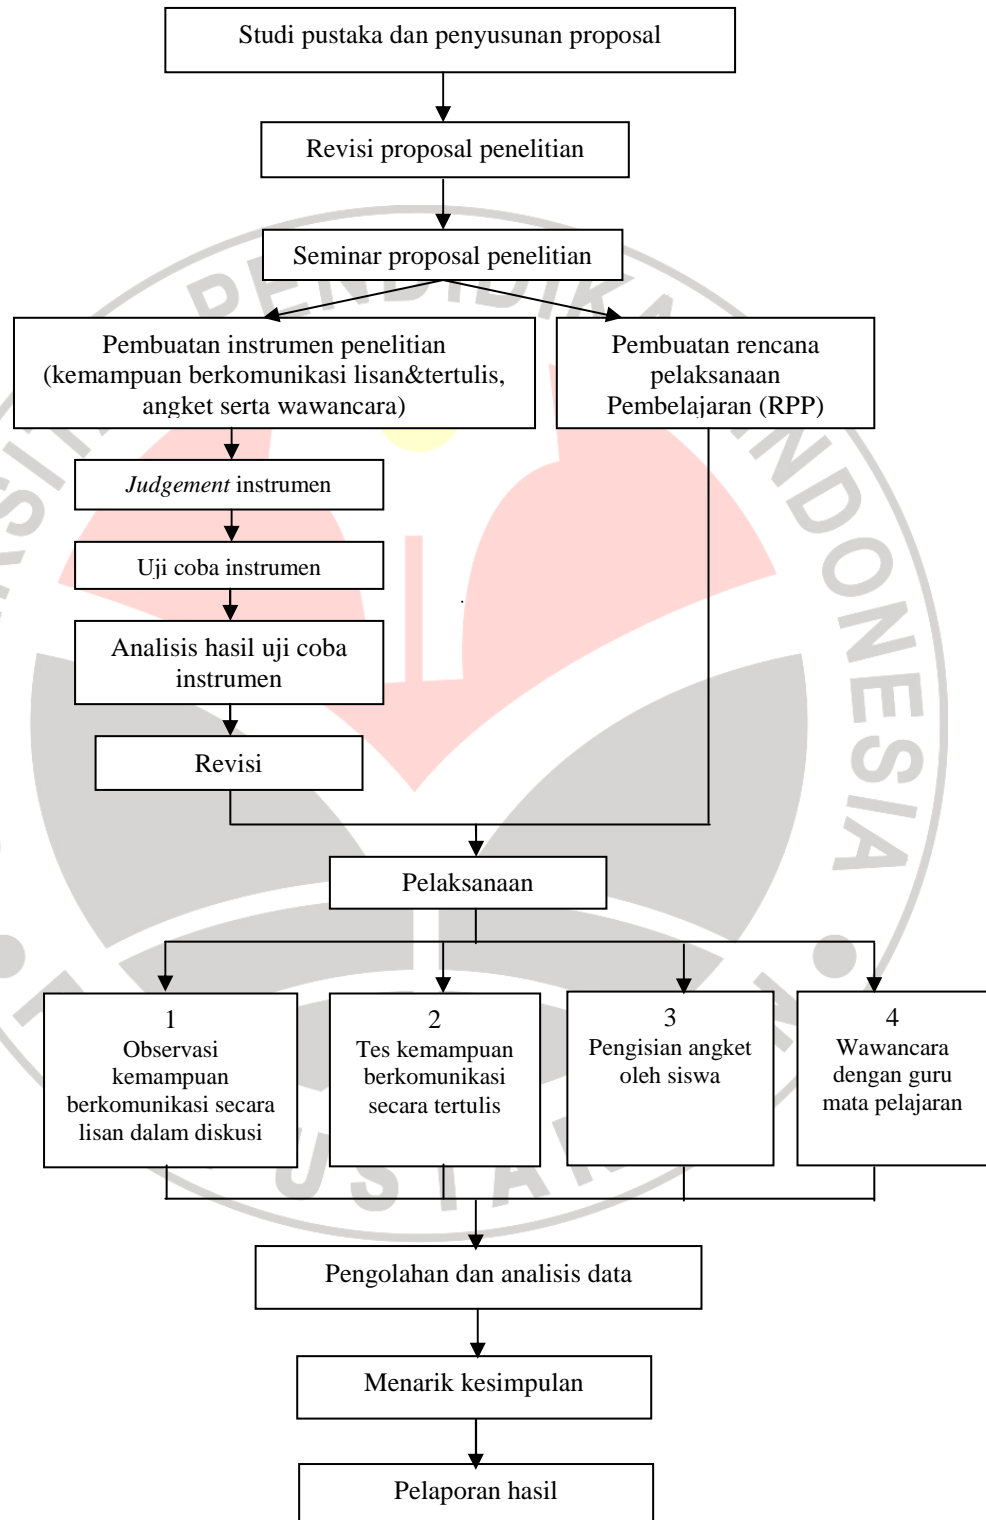 Studi pustaka dan penyusunan proposal
Revisi proposal penelitian
Seminar proposal penelitian
Pembuatan instrumen penelitian
(kemampuan berkomunikasi lisan&tertulis,
angket serta wawancara)
Pembuatan rencana
pelaksanaan
Pembelajaran (RPP)
Judgement instrumen
Uji coba instrumen
Analisis hasil uji coba
instrumen
Revisi
Pelaksanaan
1
Observasi
kemampuan
berkomunikasi secara
lisan dalam diskusi
2
Tes kemampuan
berkomunikasi
secara tertulis
3
Pengisian angket
oleh siswa
4
Wawancara
dengan guru
mata pelajaran
Pengolahan dan analisis data
Menarik kesimpulan
Pelaporan hasil
INDONESIA